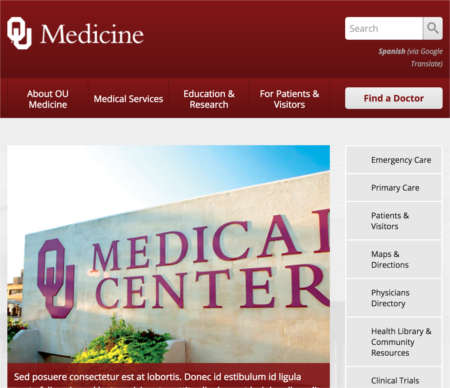 OU Medicine
Search
Spanish (via Google
Translate)
About OU
Medicine
Medical Services
Education &
Research
For Patients &
Visitors
Find a Doctor
OU MEDICAL
CENTER
Sed posuere consectetur est at lobortis. Donec id estibulum id ligula
Emergency Care
Primary Care
Patients &
Visitors
Maps &
Directions
Physicians
Directory
Health Library &
Community
Resources
Clinical Trials